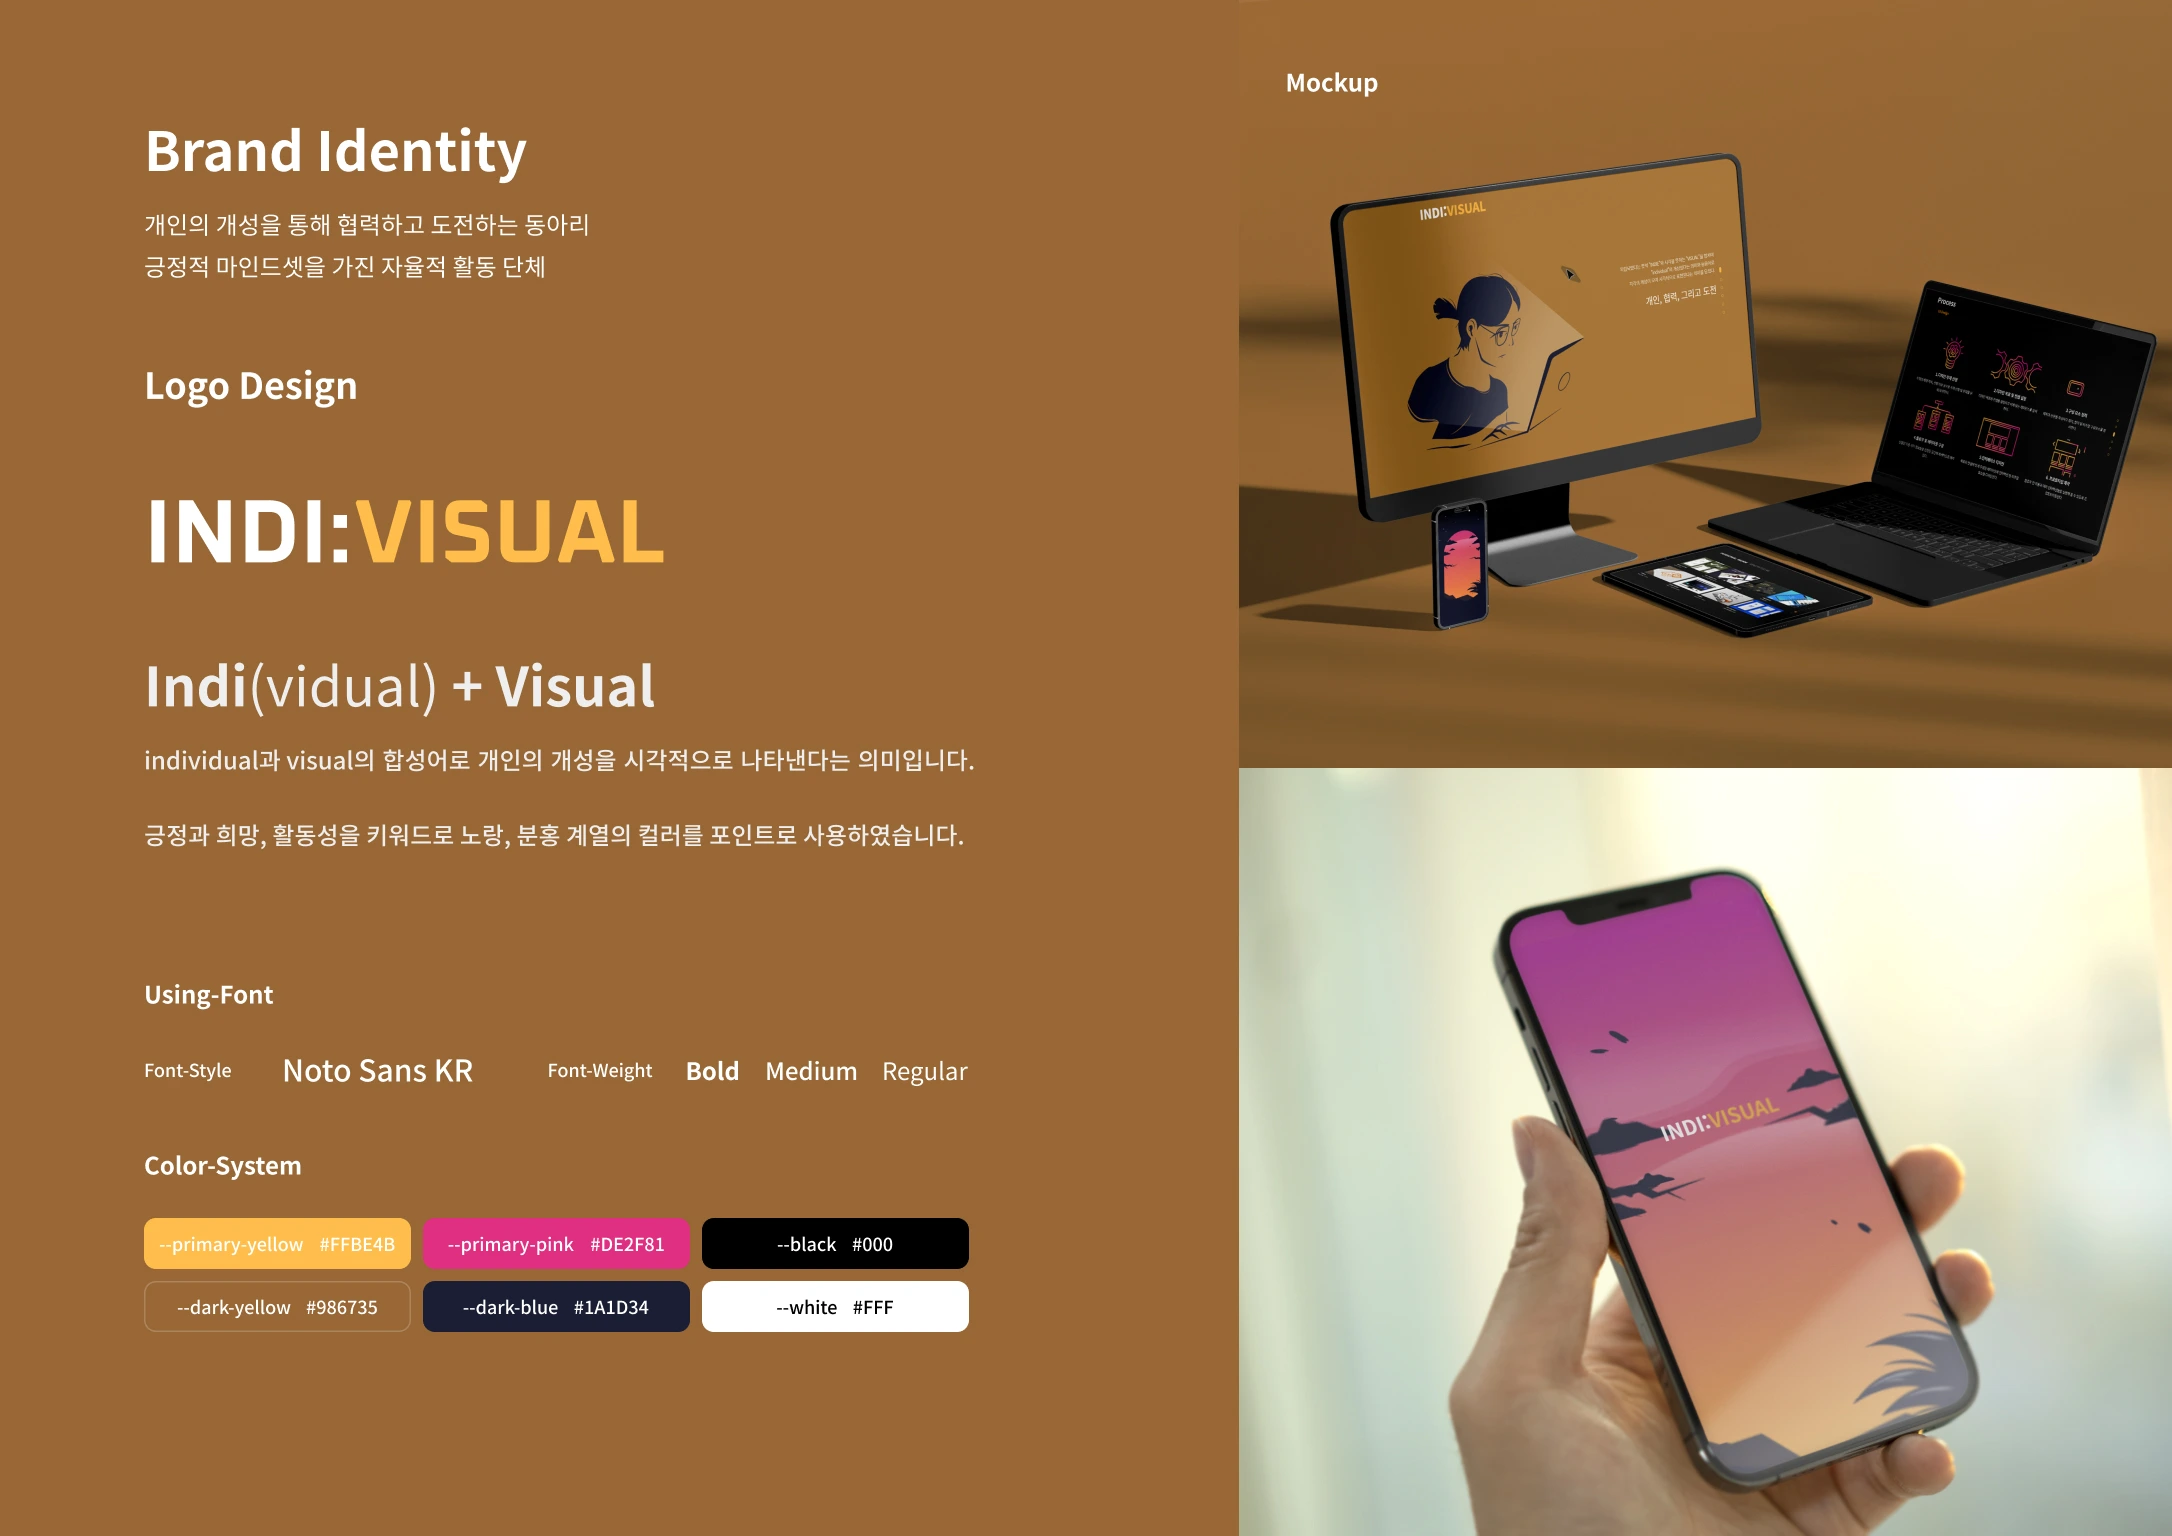 Brand Identity
개인의 개성을 통해 협력하고 도전하는 동아리
긍정적 마인드셋을 가진 자율적 활동 단체
Logo Design
INDI:VISUAL
Indi(vidual) + Visual
individual과 visual의 합성어로 개인의 개성을 시각적으로 나타낸다는 의미입니다.
긍정과 희망, 활동성을 키워드로 노랑, 분홍 계열의 컬러를 포인트로 사용하였습니다.
Using-Font
Font-Style Noto Sans KR Font-Weight Bold Medium Regular
Color-System
--primary-yellow #FFBE4B --primary-pink #DE2F81 --black #000
--dark-yellow #986735 --dark-blue #1A1D34 --white #FFF
Mockup
INDI:VISUAL
개인, 협력, 그리고 도전
Process
INDI:VISUAL